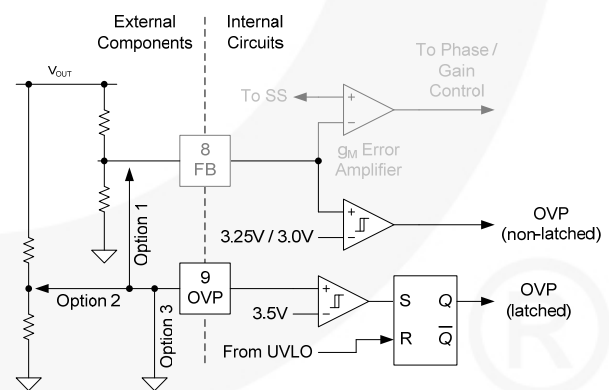 External
Components
Internal
Circuits
VOUT
To Phase /
Gain
Control
To SS
+
−
8
FB
gM Error
Amplifier
+
−
3.25V / 3.0V
OVP
(non-latched)
Option 1
Option 2
Option 3
9
OVP
+
−
3.5V
S Q
R Q̅
OVP
(latched)
From UVLO
®